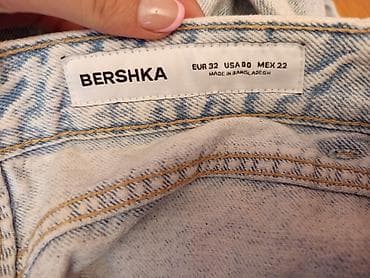 BERSHKA
EUR 32 USA 00 MEX 22
MADE IN BANGLADESH